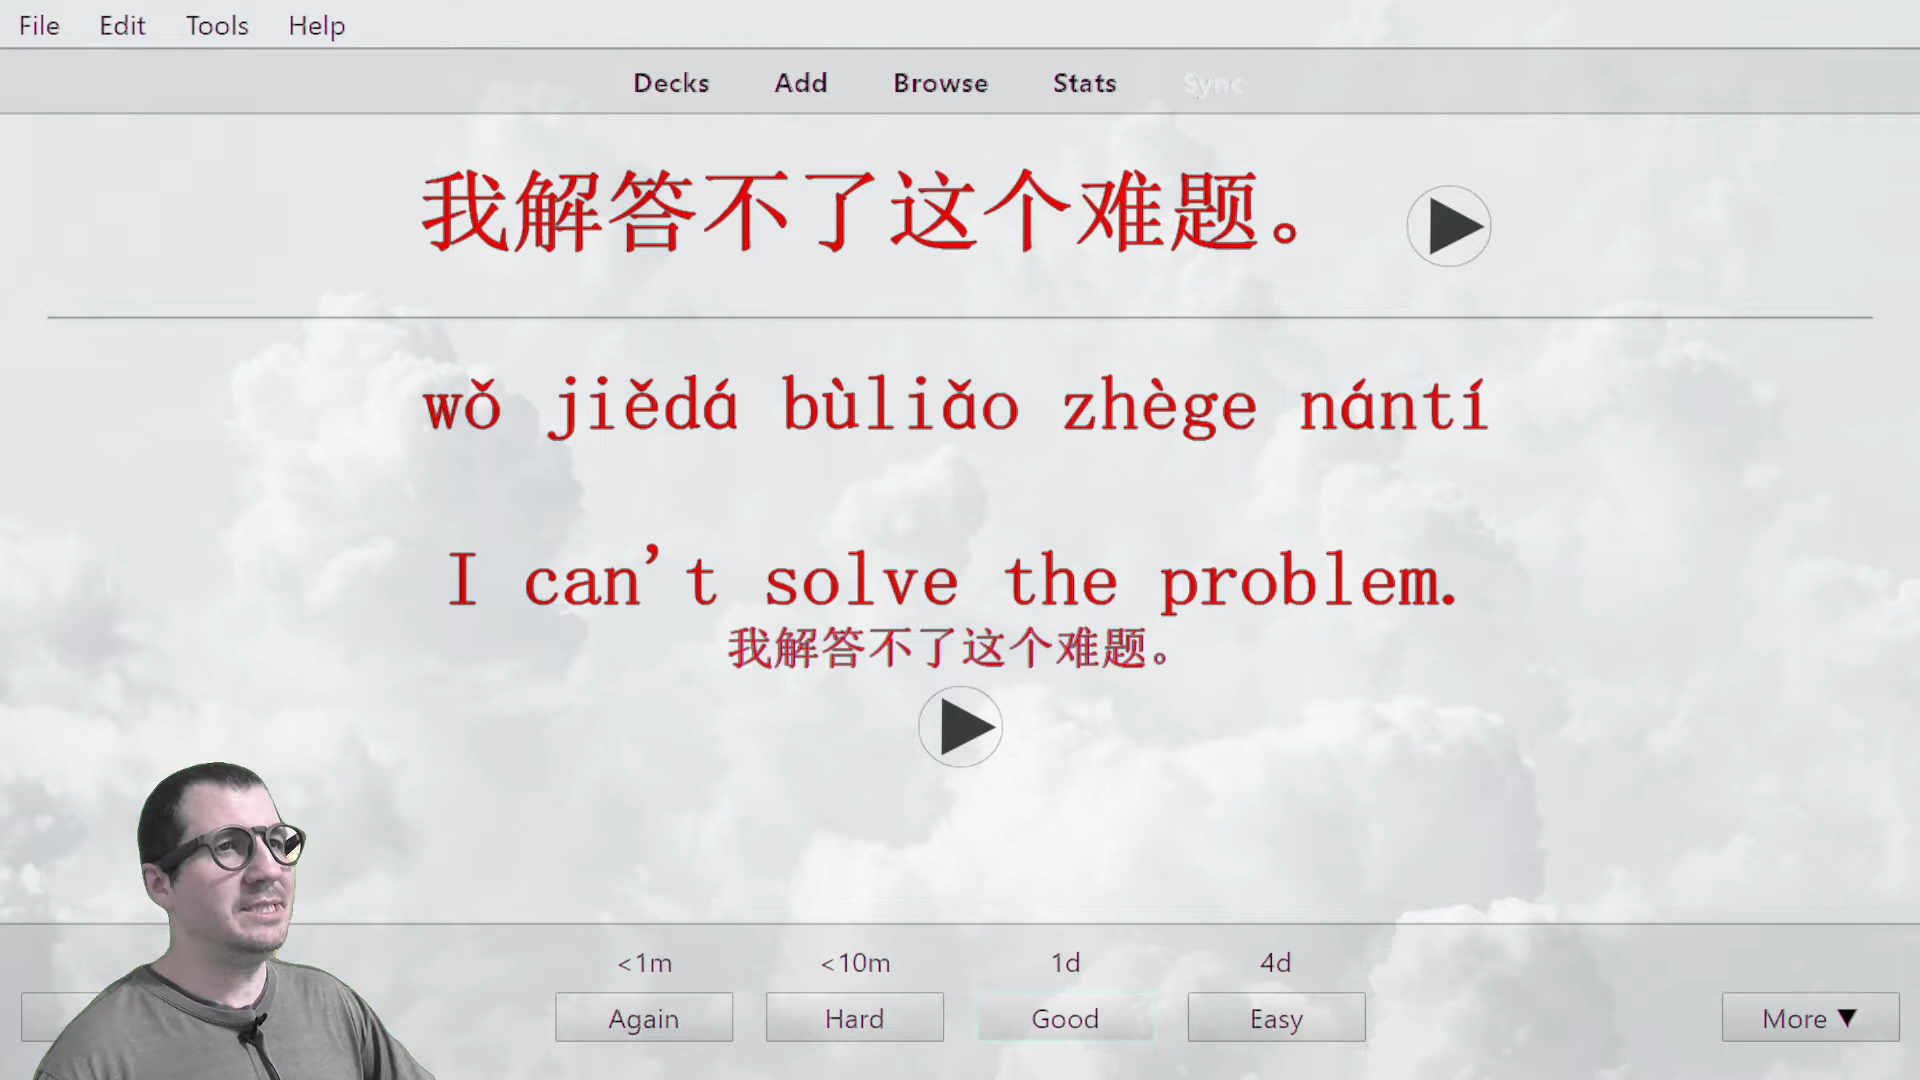 File Edit Tools Help
Decks Add Browse Stats Sync
我解答不了这个难题。
wǒ jiědá bùliǎo zhège nántí
I can't solve the problem.
我解答不了这个难题。
<1m <10m 1d 4d
Again Hard Good Easy More ▼